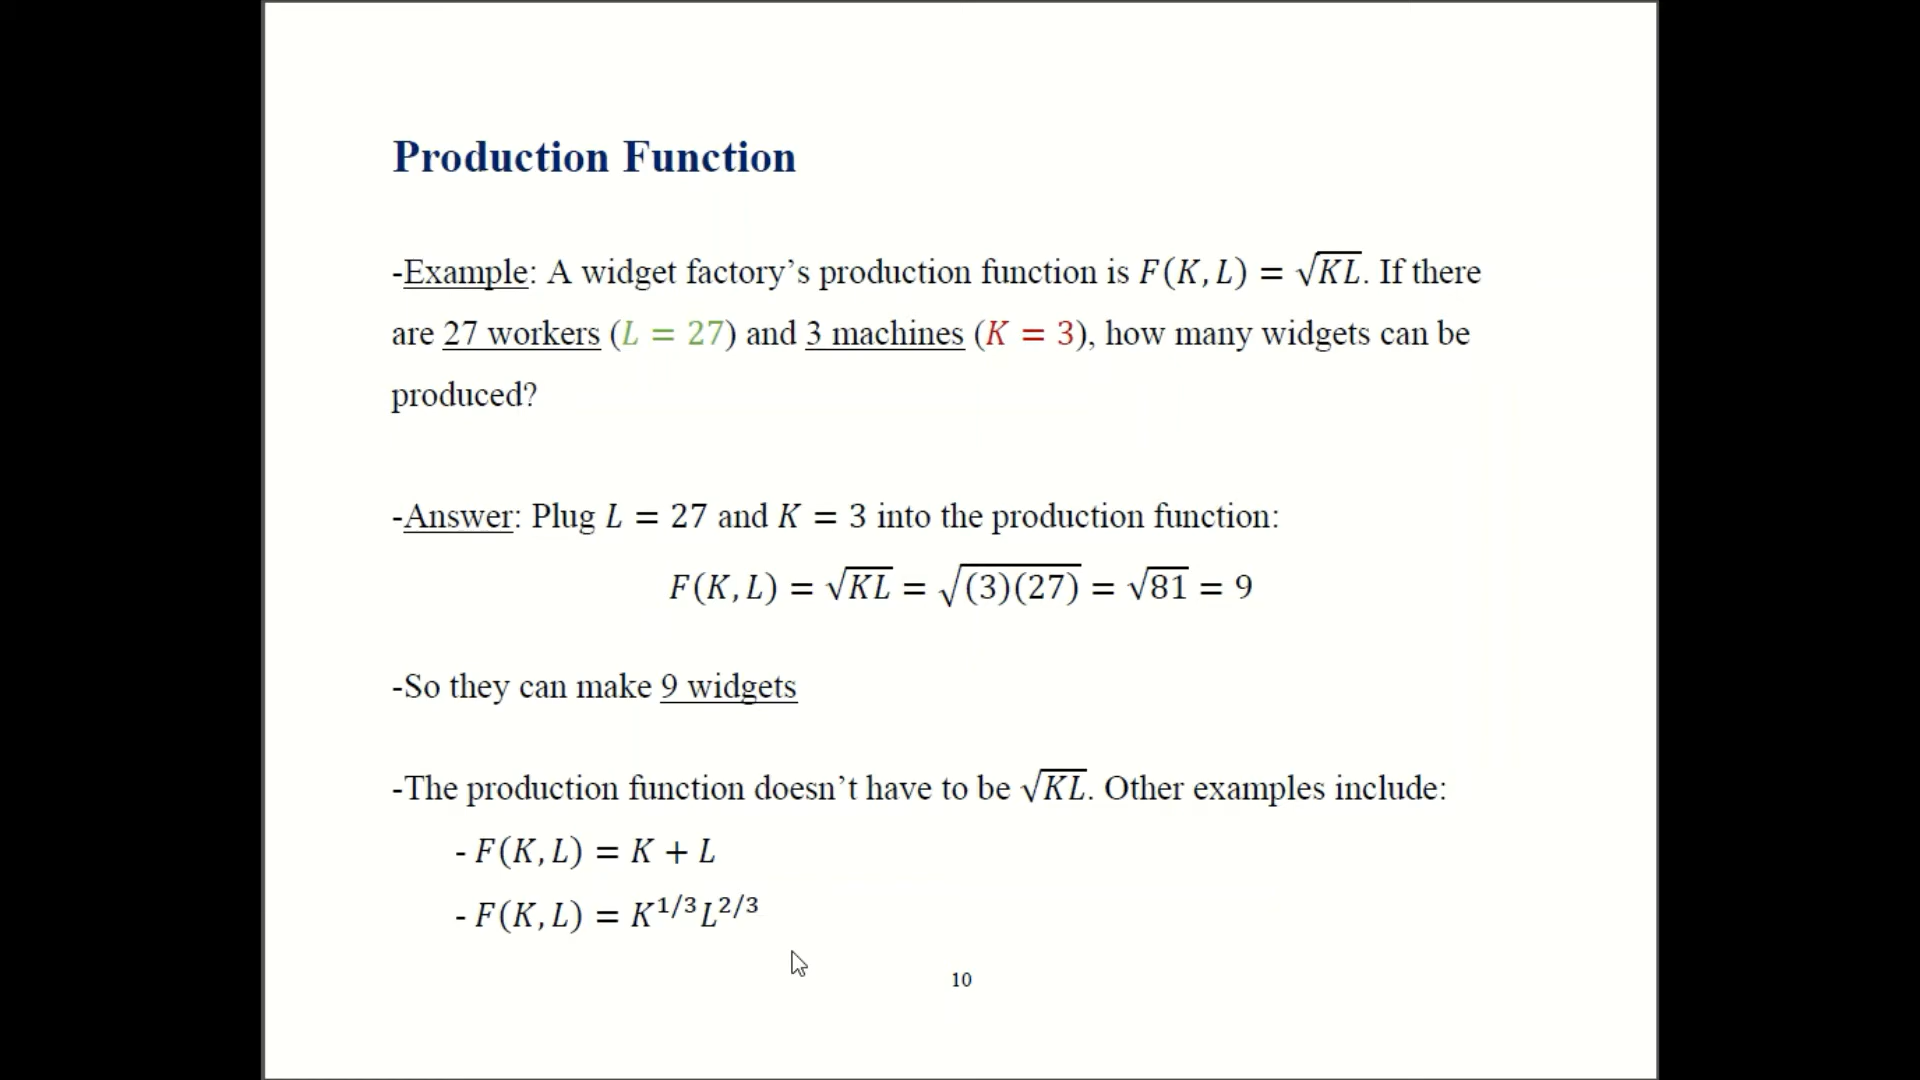 Production Function
-Example: A widget factory’s production function is F(K, L) = √KL. If there
are 27 workers (L = 27) and 3 machines (K = 3), how many widgets can be
produced?
-Answer: Plug L = 27 and K = 3 into the production function:
F(K, L) = √KL = √(3)(27) = √81 = 9
-So they can make 9 widgets
-The production function doesn’t have to be √KL. Other examples include:
- F(K, L) = K + L
- F(K, L) = K^1/3 L^2/3
10